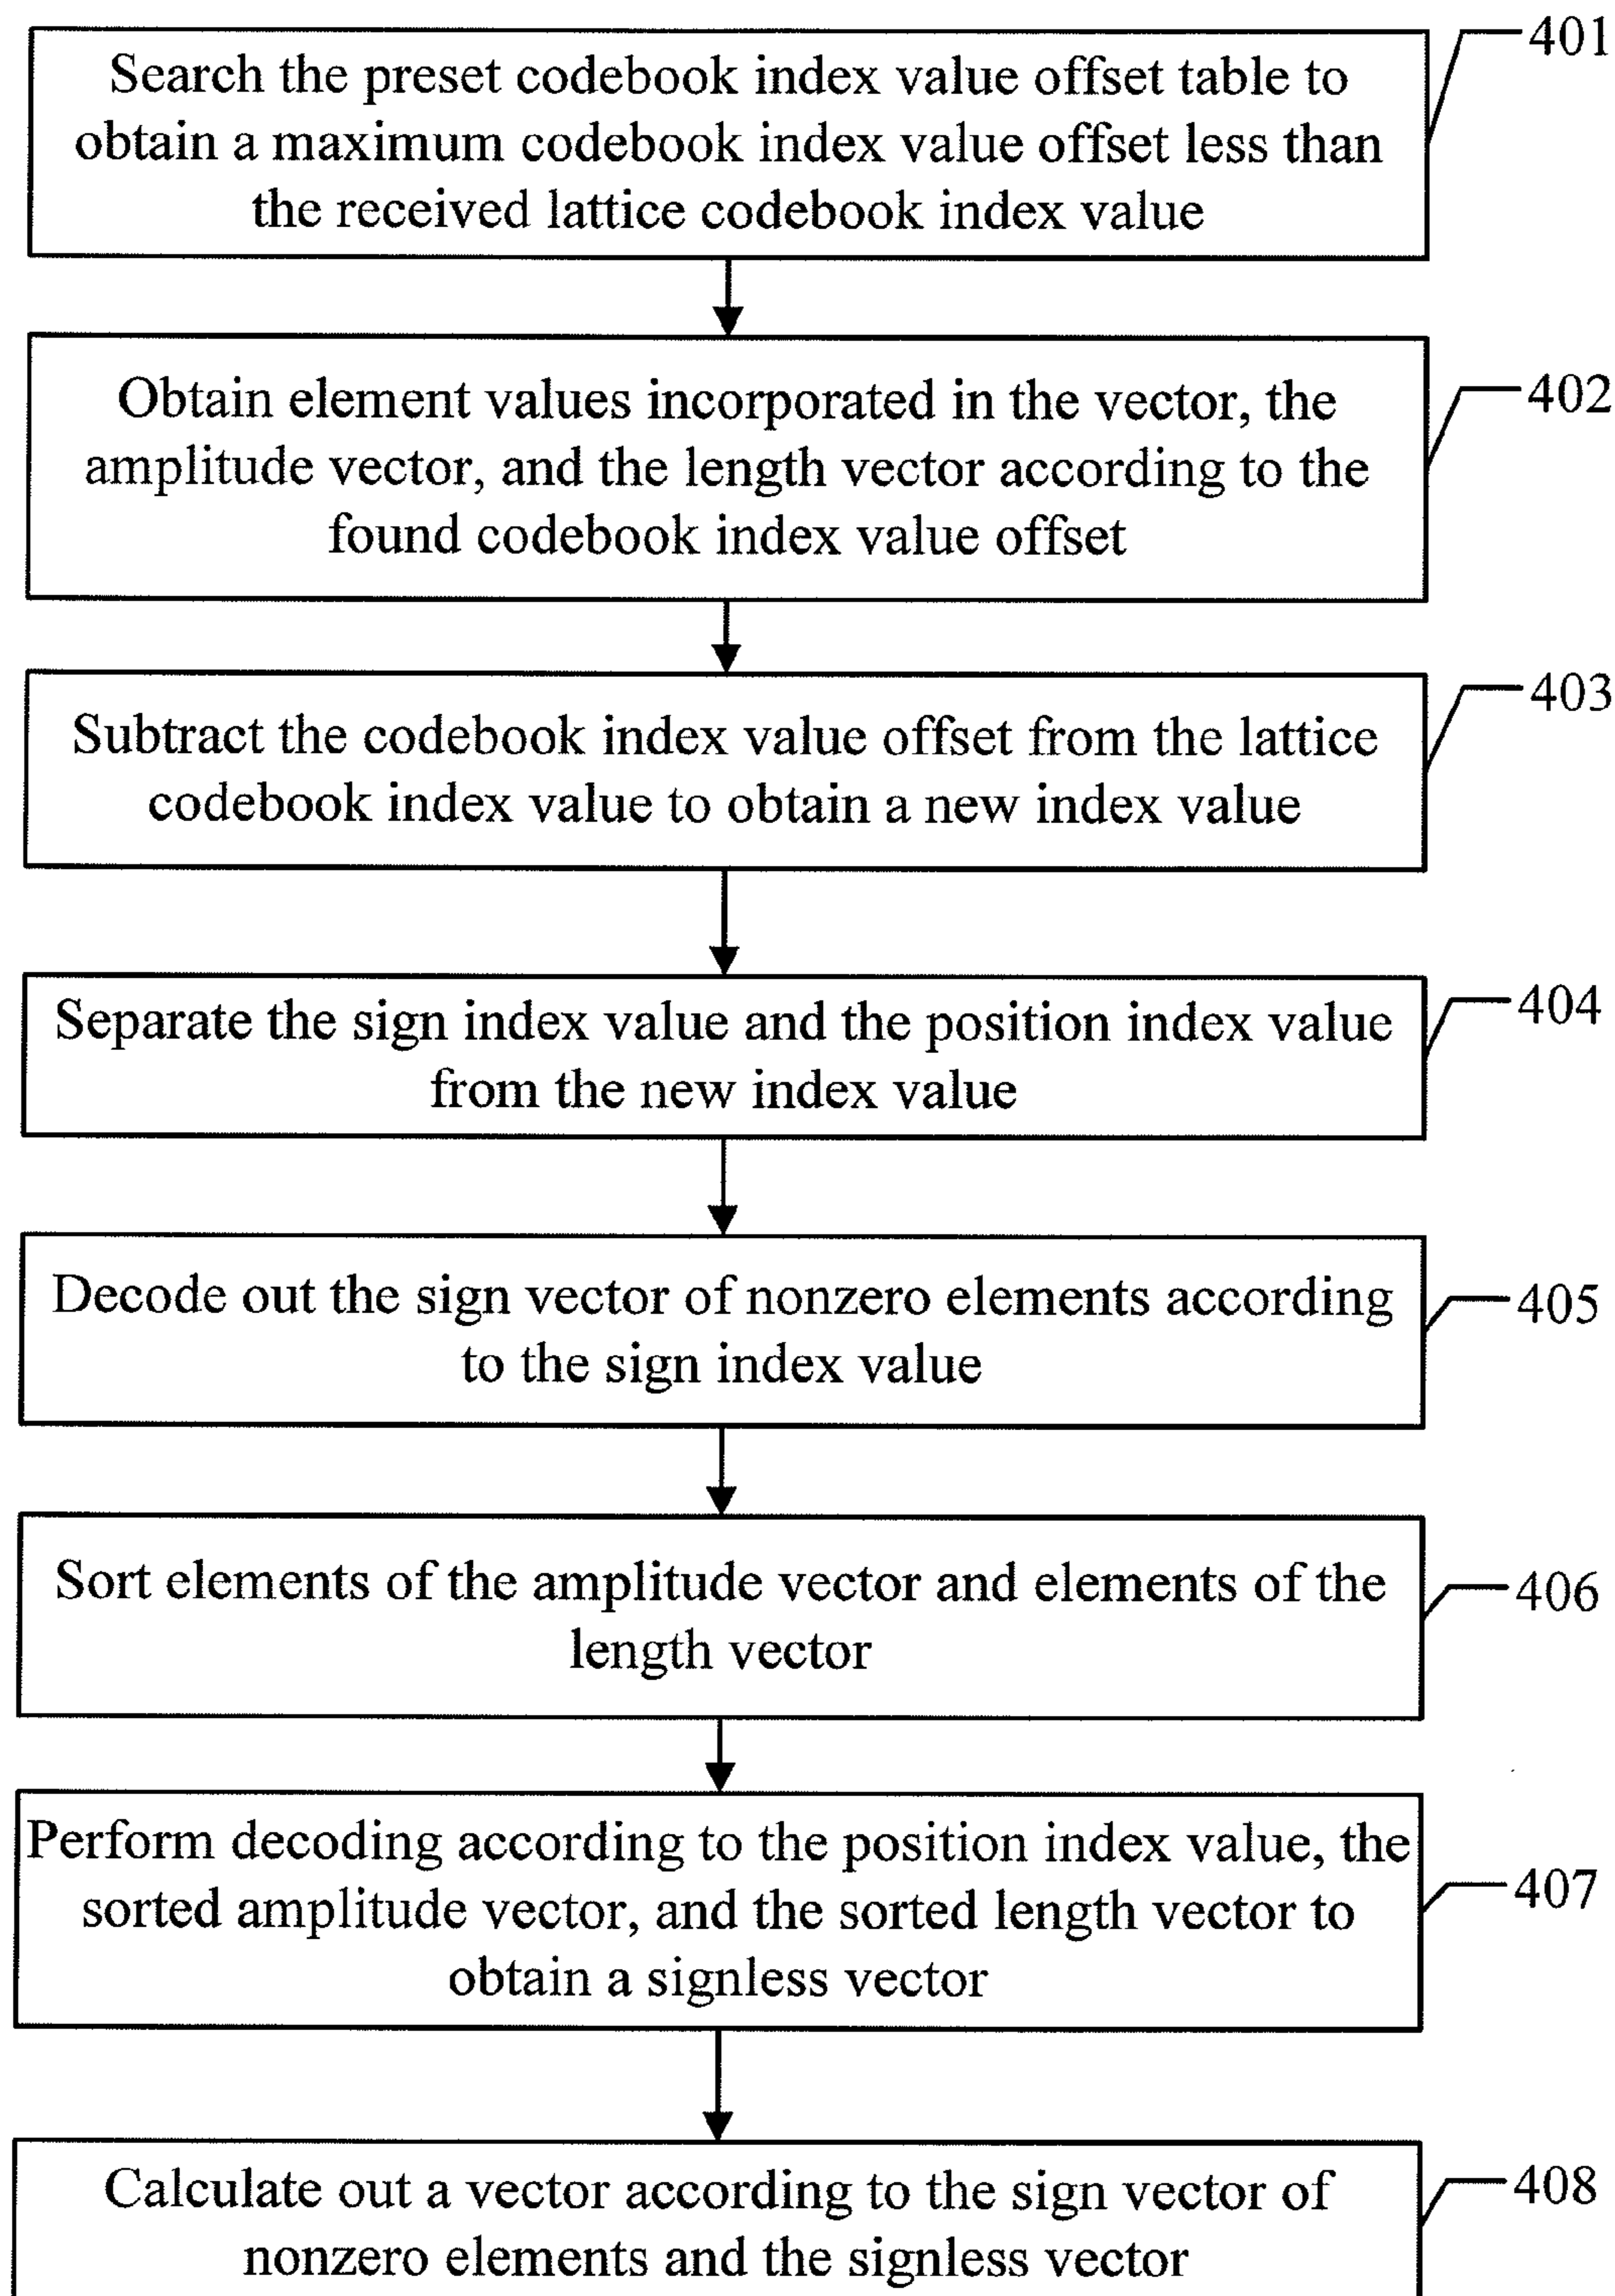 Search the preset codebook index value offset table to
obtain a maximum codebook index value offset less than
the received lattice codebook index value
401
Obtain element values incorporated in the vector, the
amplitude vector, and the length vector according to the
found codebook index value offset
402
Subtract the codebook index value offset from the lattice
codebook index value to obtain a new index value
403
Separate the sign index value and the position index value
from the new index value
404
Decode out the sign vector of nonzero elements according
to the sign index value
405
Sort elements of the amplitude vector and elements of the
length vector
406
Perform decoding according to the position index value, the
sorted amplitude vector, and the sorted length vector to
obtain a signless vector
407
Calculate out a vector according to the sign vector of
nonzero elements and the signless vector
408